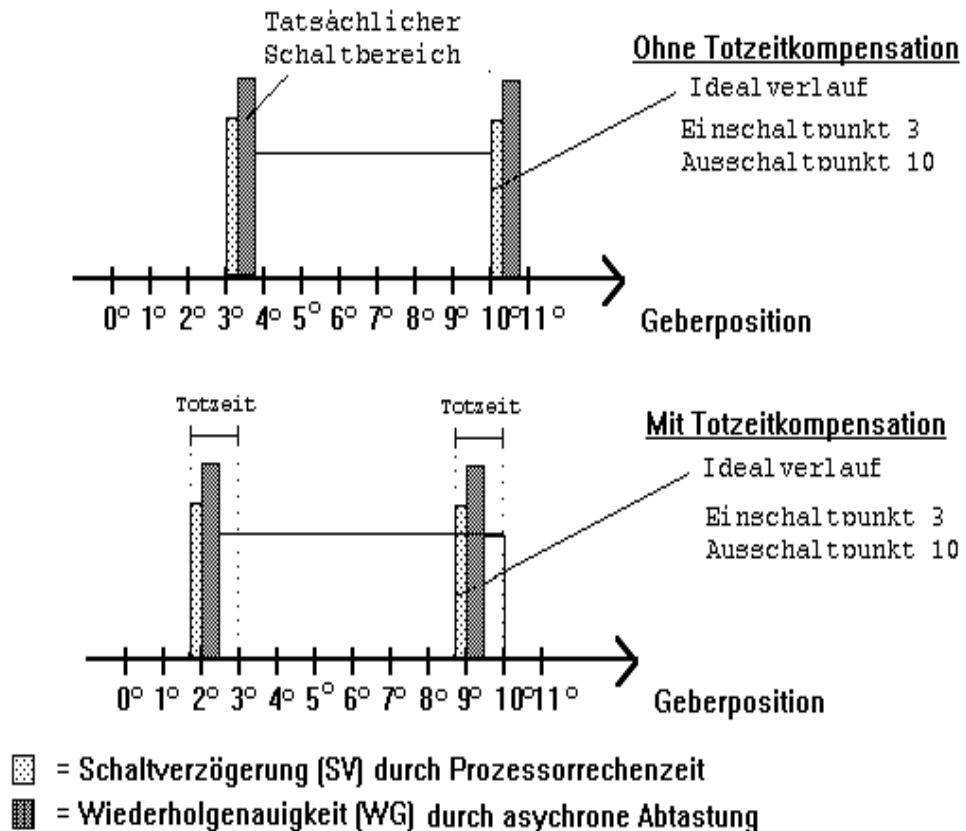 Tatsächlicher
Schaltbereich
Ohne Totzeitkompensation
Idealverlauf
Einschaltpunkt 3
Ausschaltpunkt 10
0° 1° 2° 3° 4° 5° 6° 7° 8° 9° 10° 11°
Geberposition
Totzeit Totzeit
Mit Totzeitkompensation
Idealverlauf
Einschaltpunkt 3
Ausschaltpunkt 10
0° 1° 2° 3° 4° 5° 6° 7° 8° 9° 10° 11°
Geberposition
= Schaltverzögerung (SV) durch Prozessorrechenzeit
= Wiederholgenauigkeit (WG) durch asychrone Abtastung